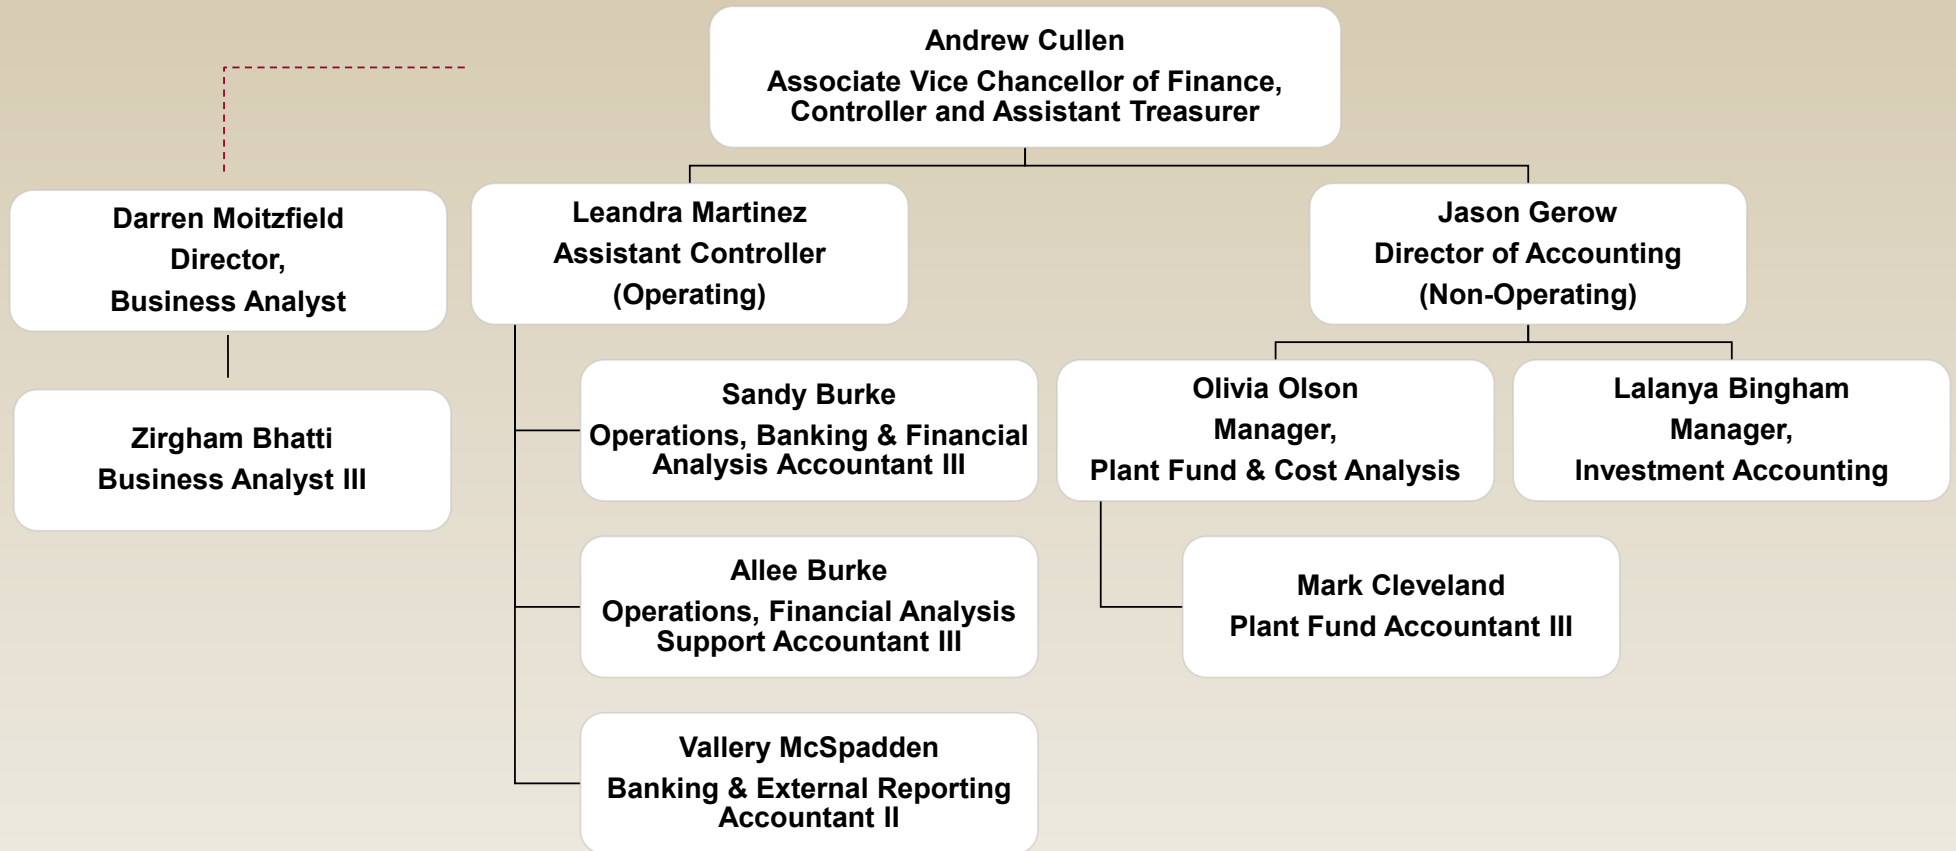 Andrew Cullen
Associate Vice Chancellor of Finance,
Controller and Assistant Treasurer
Darren Moitzfield
Director,
Business Analyst
Leandra Martinez
Assistant Controller
(Operating)
Jason Gerow
Director of Accounting
(Non-Operating)
Zirgham Bhatti
Business Analyst III
Sandy Burke
Operations, Banking & Financial
Analysis Accountant III
Olivia Olson
Manager,
Plant Fund & Cost Analysis
Lalanya Bingham
Manager,
Investment Accounting
Allee Burke
Operations, Financial Analysis
Support Accountant III
Mark Cleveland
Plant Fund Accountant III
Vallery McSpadden
Banking & External Reporting
Accountant II